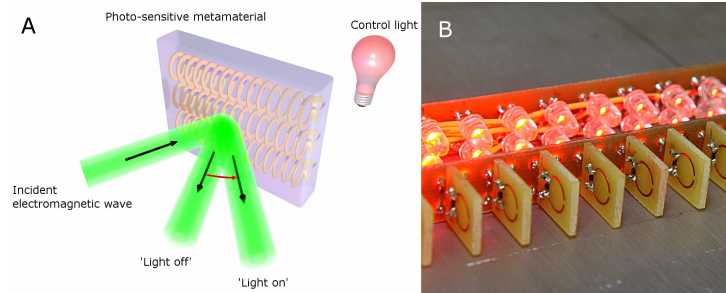 A
Photo-sensitive metamaterial
Control light
Incident
electromagnetic wave
'Light off'
'Light on'
B